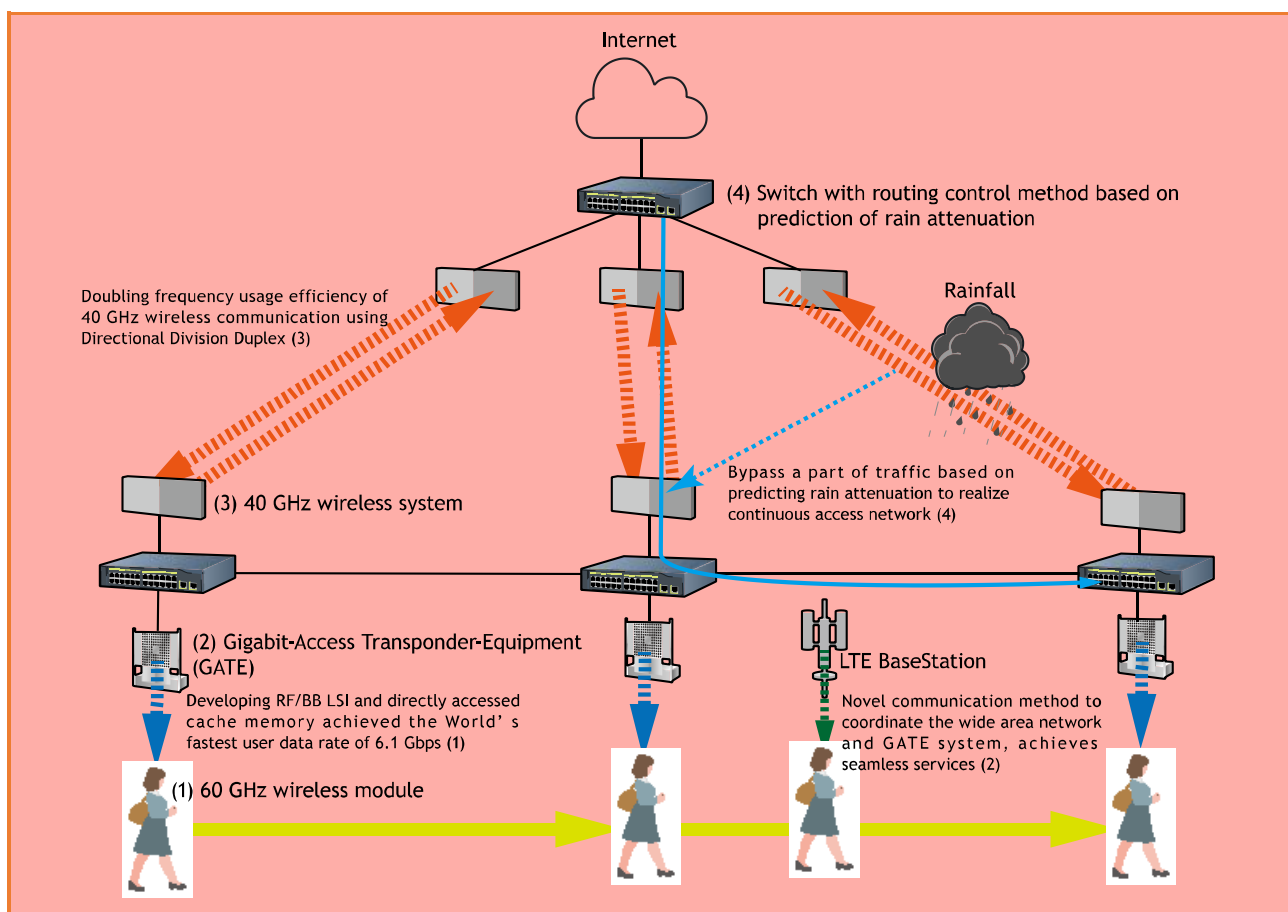 Internet
(4) Switch with routing control method based on
prediction of rain attenuation
Doubling frequency usage efficiency of
40 GHz wireless communication using
Directional Division Duplex (3)
Rainfall
Bypass a part of traffic based on
predicting rain attenuation to realize
continuous access network (4)
(3) 40 GHz wireless system
(2) Gigabit-Access Transponder-Equipment
(GATE)
Developing RF/BB LSI and directly accessed
cache memory achieved the World’s
fastest user data rate of 6.1 Gbps (1)
LTE BaseStation
Novel communication method to
coordinate the wide area network
and GATE system, achieves
seamless services (2)
(1) 60 GHz wireless module